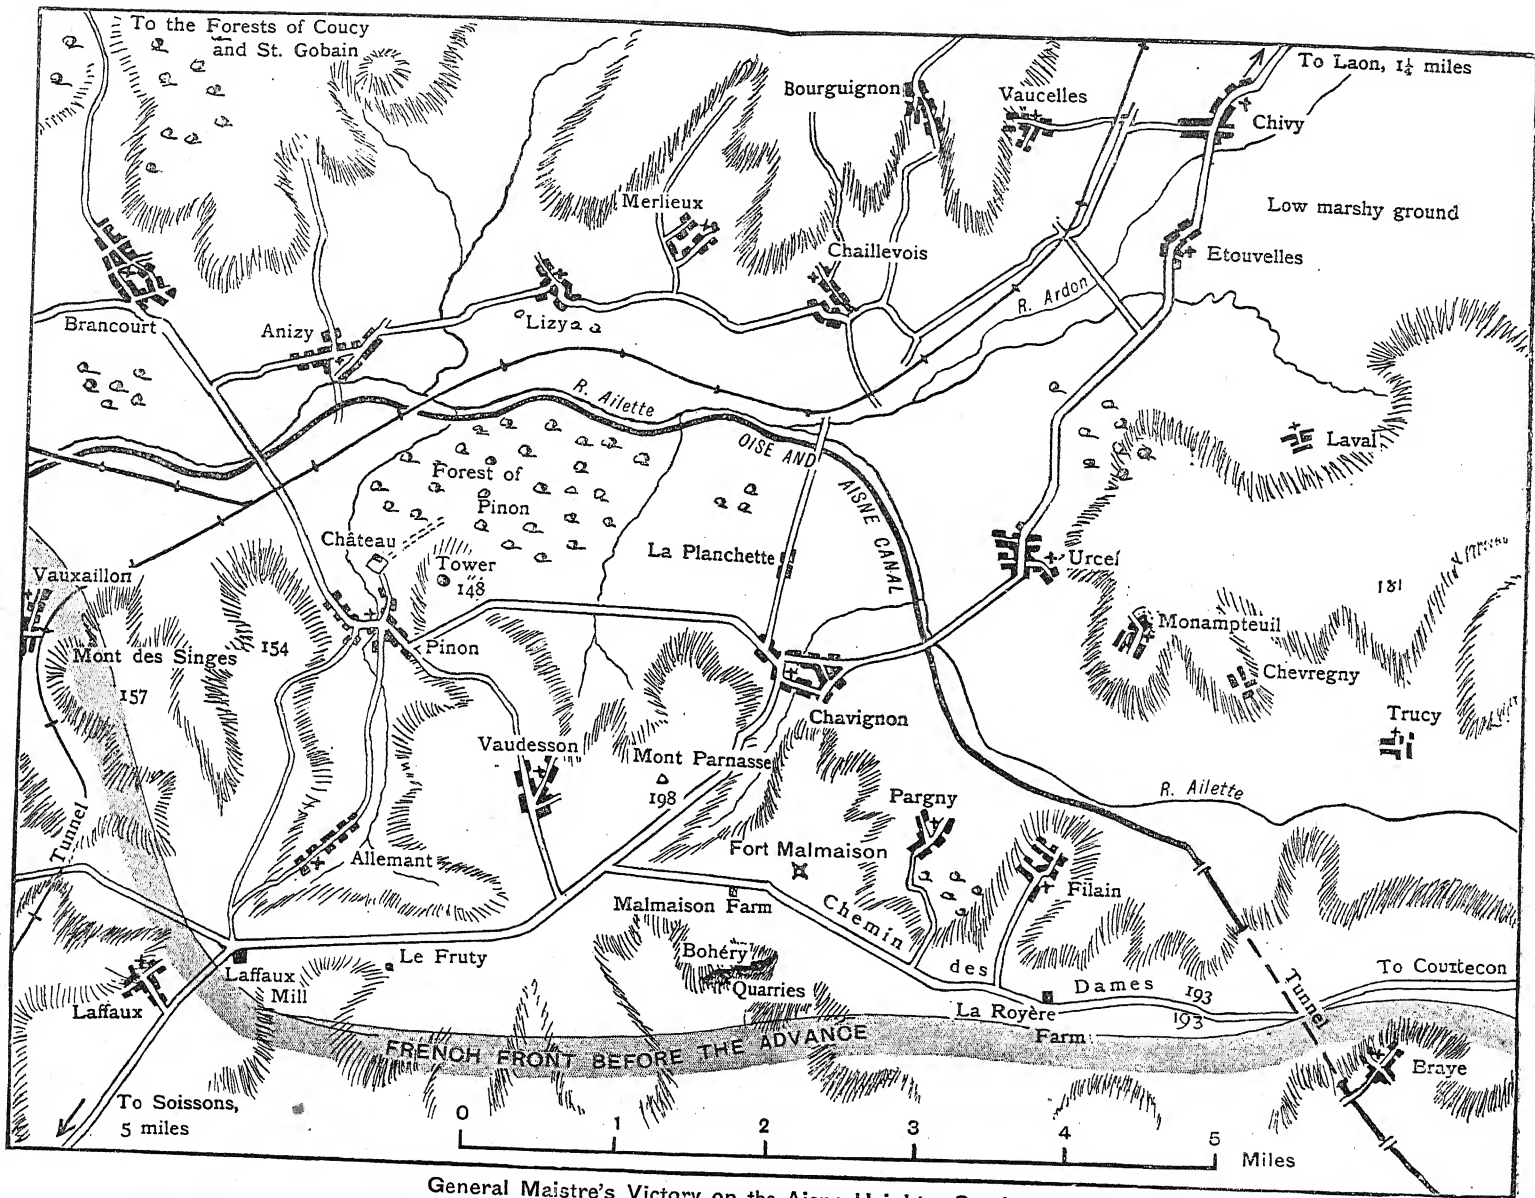 To the Forests of Coucy
and St. Gobain
To Laon, 1¼ miles
Bourguignon
Vaucelles
Chivy
Merlieux
Low marshy ground
Chaillevois
Etouvelles
R. Ardon
Brancourt
Anizy
Lizy
R. Ailette
OISE AND
AISNE CANAL
Laval
Forest of
Pinon
Château
Tower
148
La Planchette
Urcel
Vauxaillon
181
Monampteuil
Mont des Singes
154
Pinon
157
Chevregny
Chavignon
Trucy
Vaudesson
Mont Parnasse
198
Pargny
R. Ailette
Tunnel
Allemant
Fort Malmaison
Filain
Malmaison Farm
Chemin
des
Dames
193
193
Le Fruty
Bohéry
Quarries
To Courtecon
Laffaux
Mill
Laffaux
La Royère
Farm
Tunnel
FRENCH FRONT BEFORE THE ADVANCE
Braye
To Soissons,
5 miles
0 1 2 3 4 5
Miles
General Maistre's Victory on the Aisne Heights